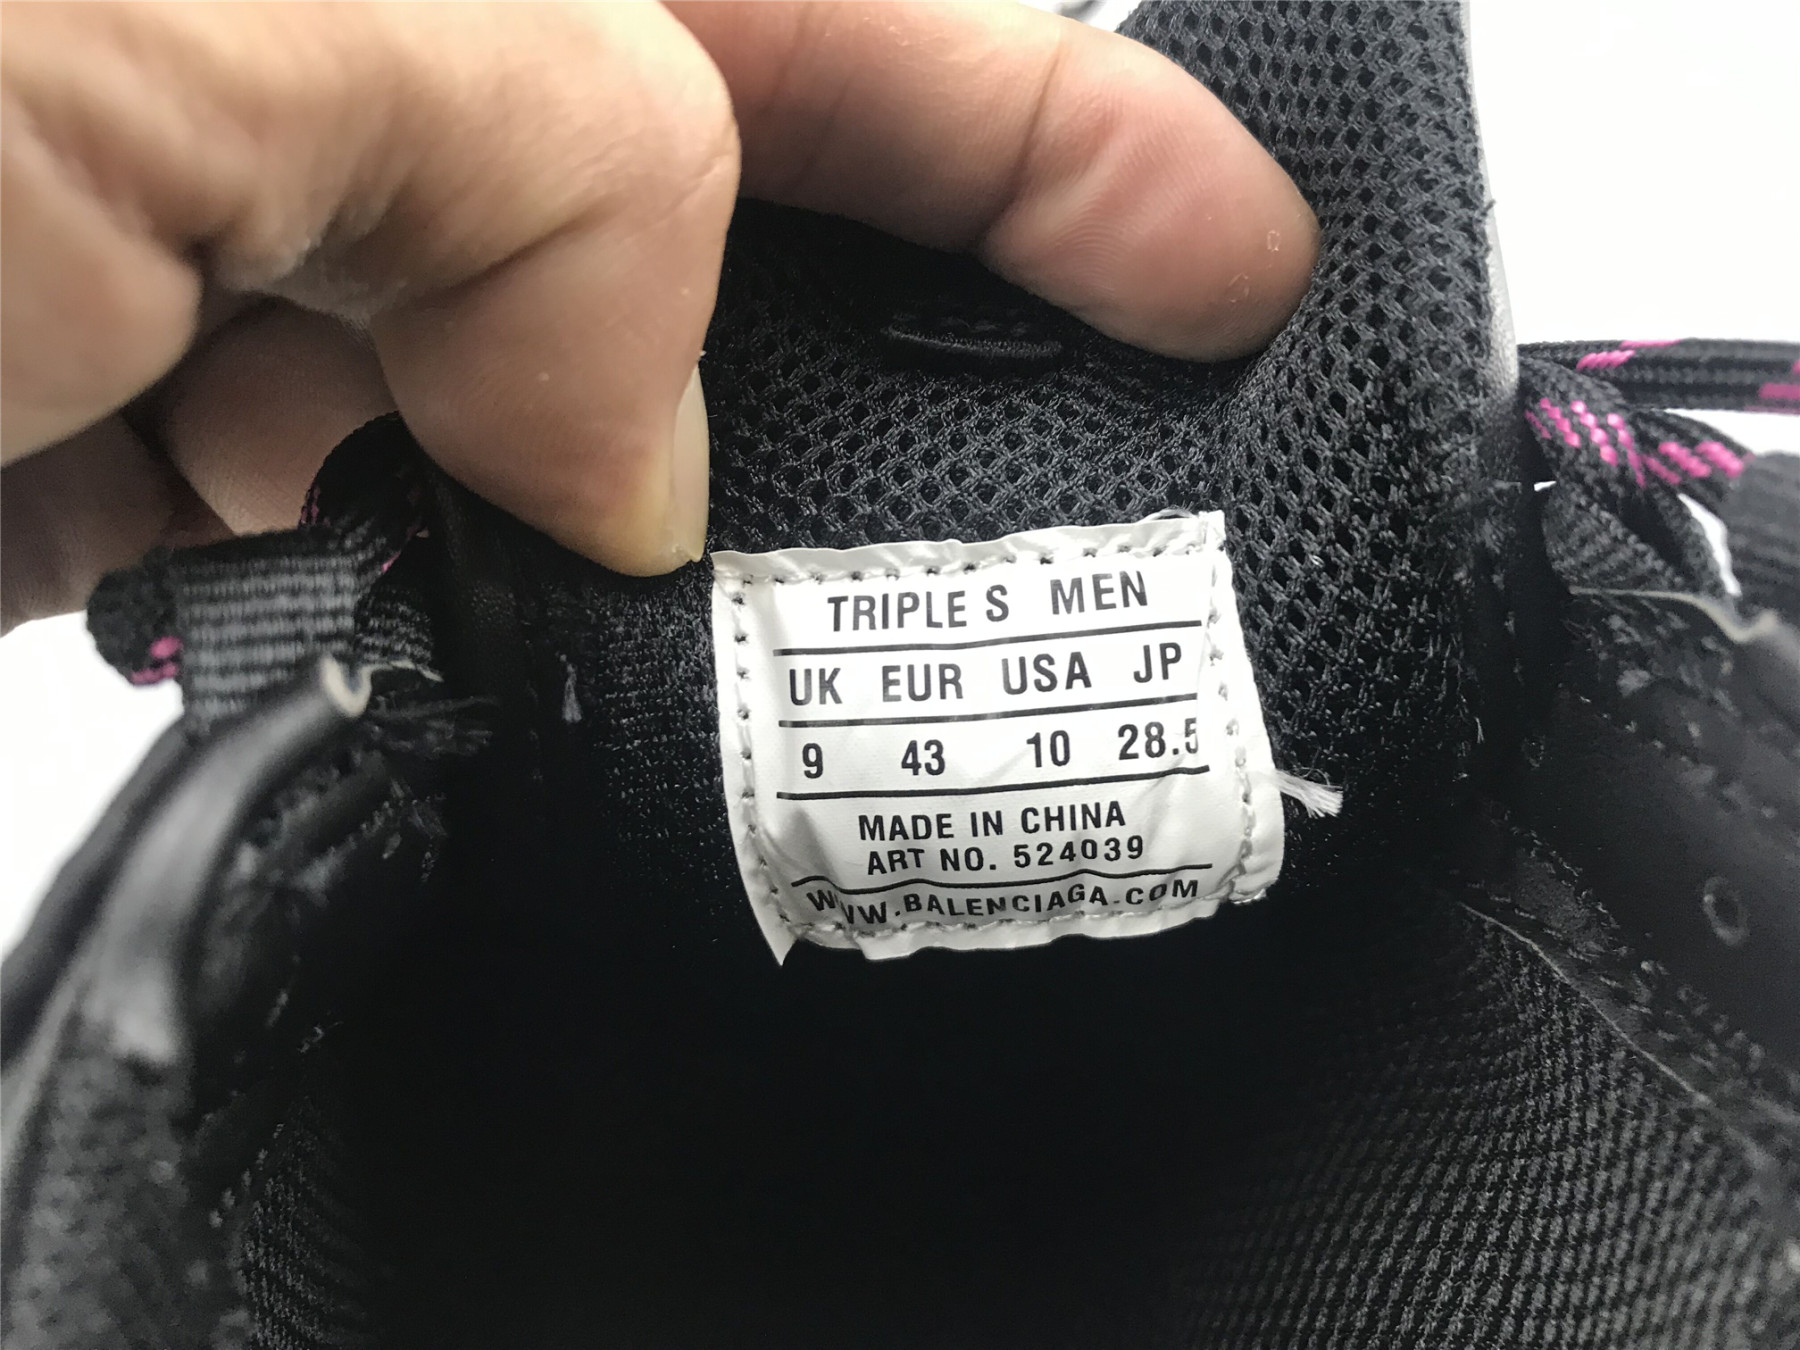 TRIPLE S MEN
UK EUR USA JP
9 43 10 28.5
MADE IN CHINA
ART NO. 524039
WWW.BALENCIAGA.COM